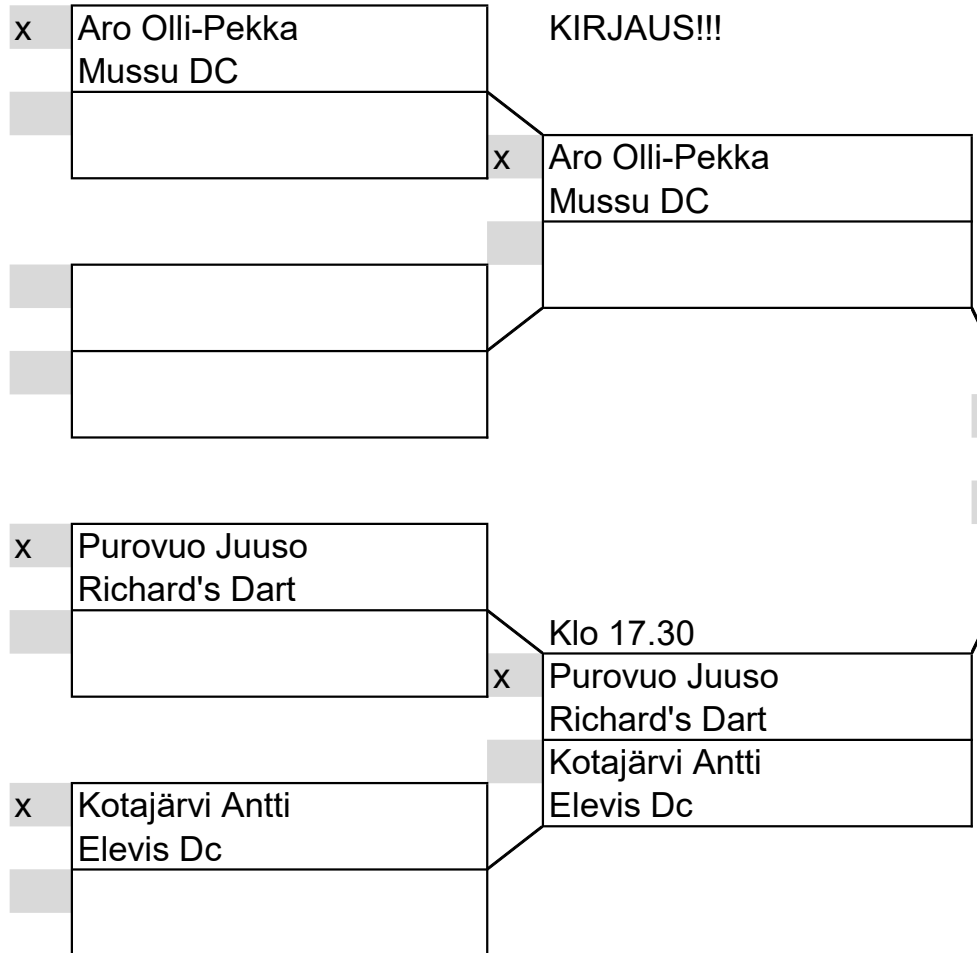 x Aro Olli-Pekka
Mussu DC
KIRJAUS!!!
x Aro Olli-Pekka
Mussu DC
x Purovuo Juuso
Richard's Dart
Klo 17.30
x Purovuo Juuso
Richard's Dart
Kotajärvi Antti
Elevis Dc
x Kotajärvi Antti
Elevis Dc